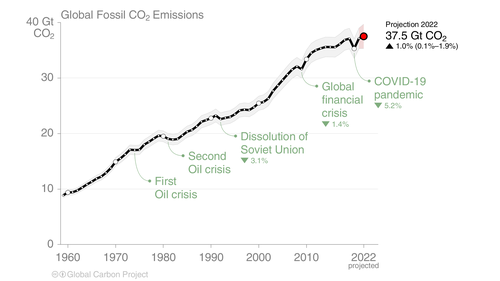 Global Fossil CO₂ Emissions
40 Gt
CO₂
30
20
10
0
Projection 2022
37.5 Gt CO₂
▲ 1.0% (0.1%–1.9%)
COVID-19
pandemic
▼ 5.2%
Global
financial
crisis
▼ 1.4%
Dissolution of
Soviet Union
▼ 3.1%
Second
Oil crisis
First
Oil crisis
1960 1970 1980 1990 2000 2010 2022
projected
Global Carbon Project